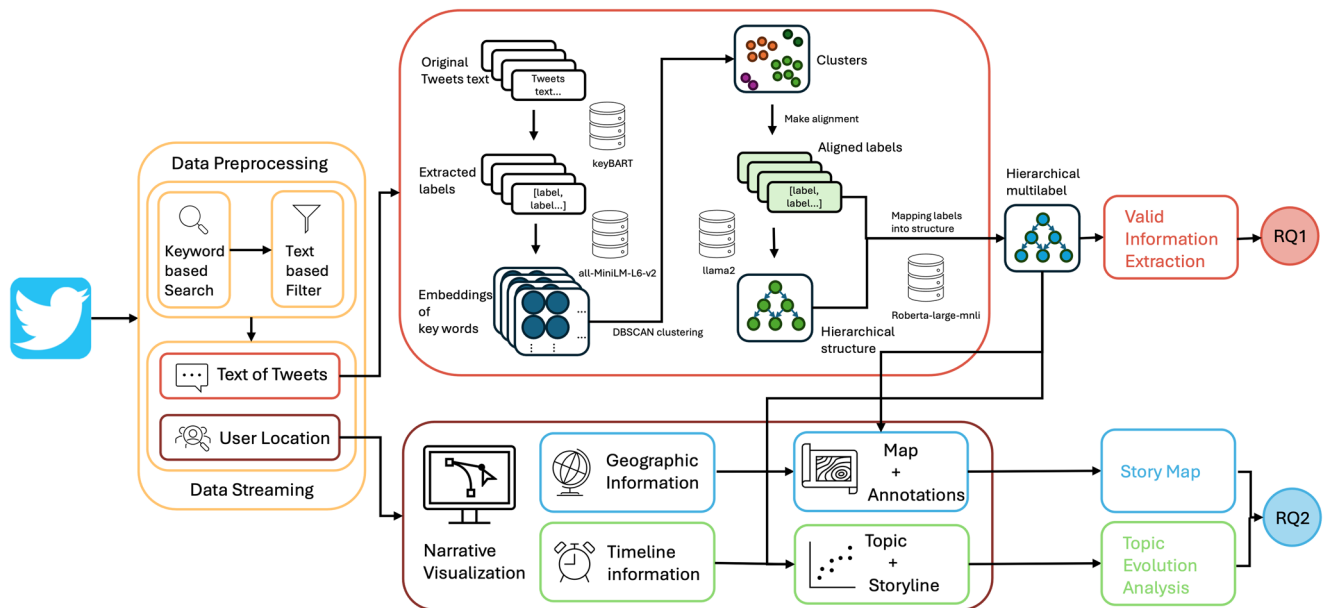 Data Preprocessing
Keyword
based
Search
Text
based
Filter
Text of Tweets
User Location
Data Streaming
Original
Tweets text
Tweets
text...
keyBART
Extracted
labels
[label,
label...]
all-MiniLM-L6-v2
Embeddings
of
key words
...
...
⋮
⋮
DBSCAN clustering
Clusters
Make alignment
Aligned labels
[label,
label...]
llama2
Hierarchical
structure
Mapping labels
into structure
Roberta-large-mnli
Hierarchical
multilabel
Valid
Information
Extraction
RQ1
Narrative
Visualization
Geographic
Information
Timeline
information
Map
+
Annotations
Topic
+
Storyline
Story Map
Topic
Evolution
Analysis
RQ2